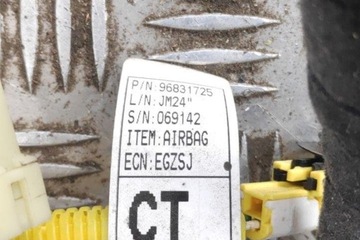 P/N:96831725
L/N:JM24"
S/N:069142
ITEM:AIRBAG
ECN:EGZSJ
CT